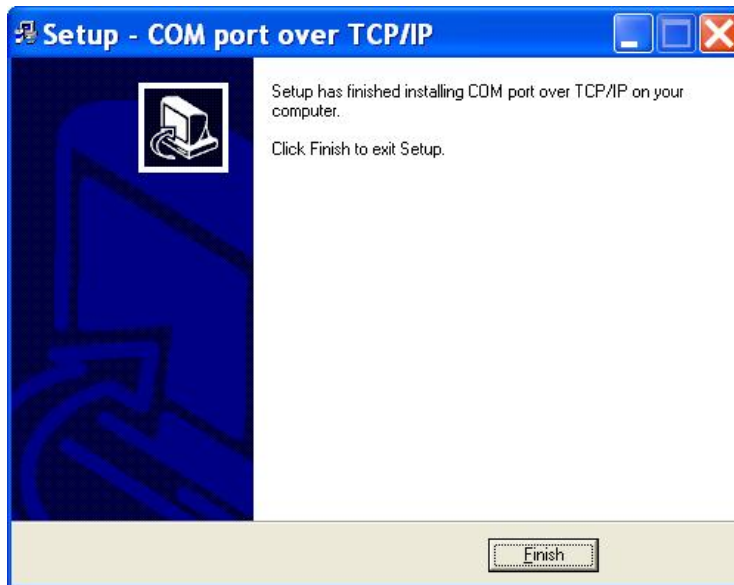 Setup - COM port over TCP/IP
Setup has finished installing COM port over TCP/IP on your
computer.
Click Finish to exit Setup.
Finish